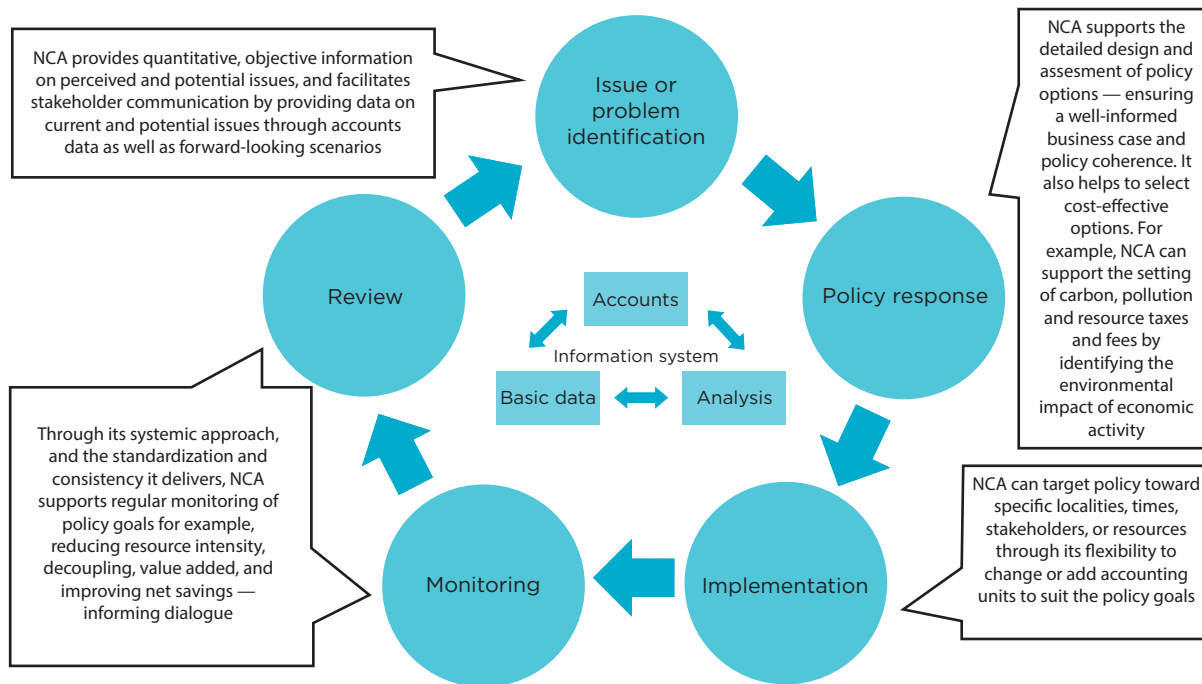 NCA provides quantitative, objective information
on perceived and potential issues, and facilitates
stakeholder communication by providing data on
current and potential issues through accounts
data as well as forward-looking scenarios
Issue or
problem
identification
NCA supports the
detailed design and
assesment of policy
options — ensuring
a well-informed
business case and
policy coherence. It
also helps to select
cost-effective
options. For
example, NCA can
support the setting
of carbon, pollution
and resource taxes
and fees by
identifying the
environmental
impact of economic
activity
Review
Policy response
Accounts
Information system
Basic data
Analysis
Through its systemic approach,
and the standardization and
consistency it delivers, NCA
supports regular monitoring of
policy goals for example,
reducing resource intensity,
decoupling, value added, and
improving net savings —
informing dialogue
Monitoring
Implementation
NCA can target policy toward
specific localities, times,
stakeholders, or resources
through its flexibility to
change or add accounting
units to suit the policy goals